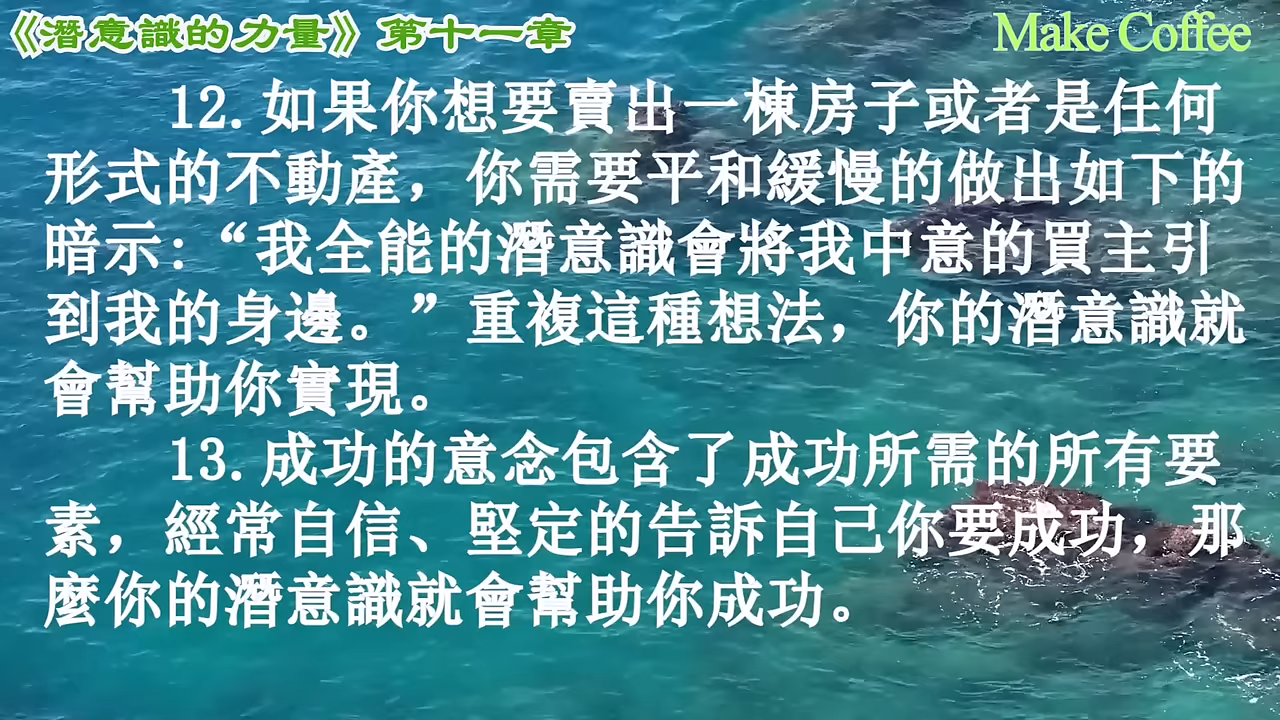 《潛意識的力量》第十一章
Make Coffee
12.如果你想要賣出一棟房子或者是任何
形式的不動產，你需要平和緩慢的做出如下的
暗示:“我全能的潛意識會將我中意的買主引
到我的身邊。”重複這種想法，你的潛意識就
會幫助你實現。
13.成功的意念包含了成功所需的所有要
素，經常自信、堅定的告訴自己你要成功，那
麼你的潛意識就會幫助你成功。